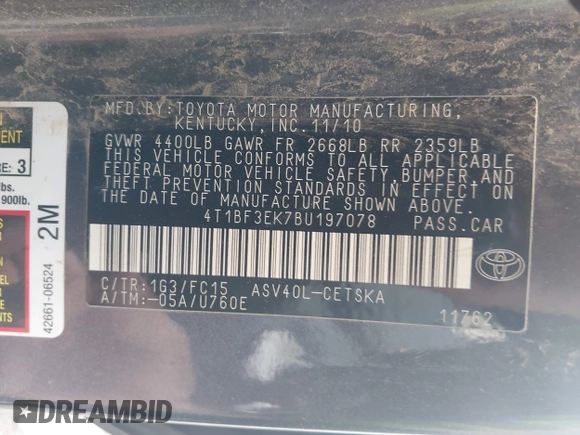 MFD.BY:TOYOTA MOTOR MANUFACTURING,
KENTUCKY, INC. 11/10
GVWR 4400LB GAWR FR 2668LB RR 2359LB
THIS VEHICLE CONFORMS TO ALL APPLICABLE
FEDERAL MOTOR VEHICLE SAFETY, BUMPER, AND
THEFT PREVENTION STANDARDS IN EFFECT ON
THE DATE OF MANUFACTURE SHOWN ABOVE.
4T1BF3EK7BU197078 PASS.CAR
C/TR:1G3/FC15 ASV40L-CETSKA
A/TM:-05A/U760E
11762
3
lbs.
900lb.
2M
42661-06524
DREAMBID